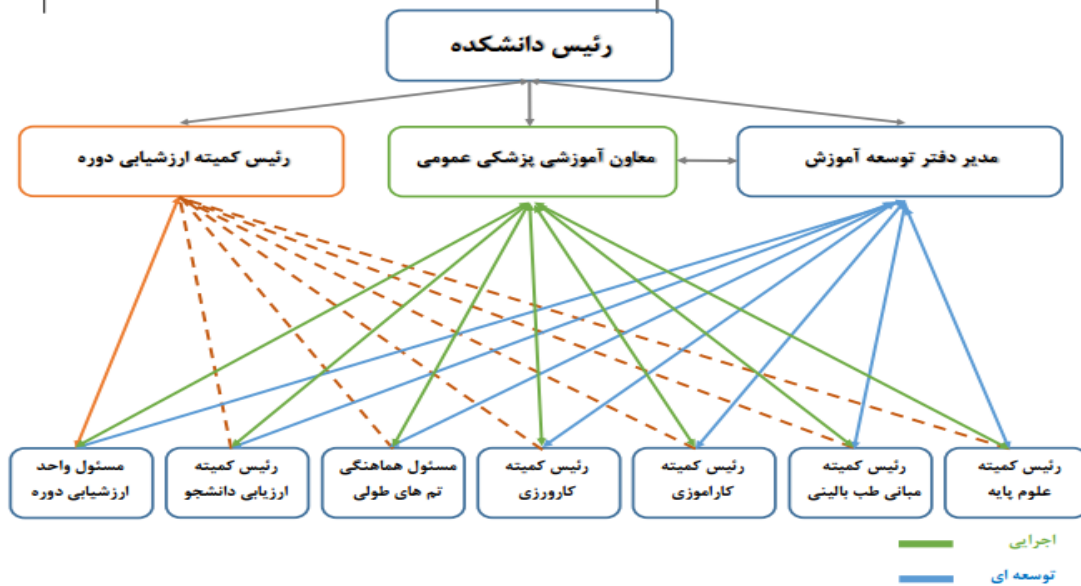 رئیس دانشکده
مدیر دفتر توسعه آموزش
معاون آموزشی پزشکی عمومی
رئیس کمیته ارزشیابی دوره
رئیس کمیته
علوم پایه
رئیس کمیته
مبانی طب بالینی
رئیس کمیته
کاراموزی
رئیس کمیته
کارورزی
مسئول هماهنگی
تم های طولی
رئیس کمیته
ارزیابی دانشجو
مسئول واحد
ارزشیابی دوره
اجرایی
توسعه ای